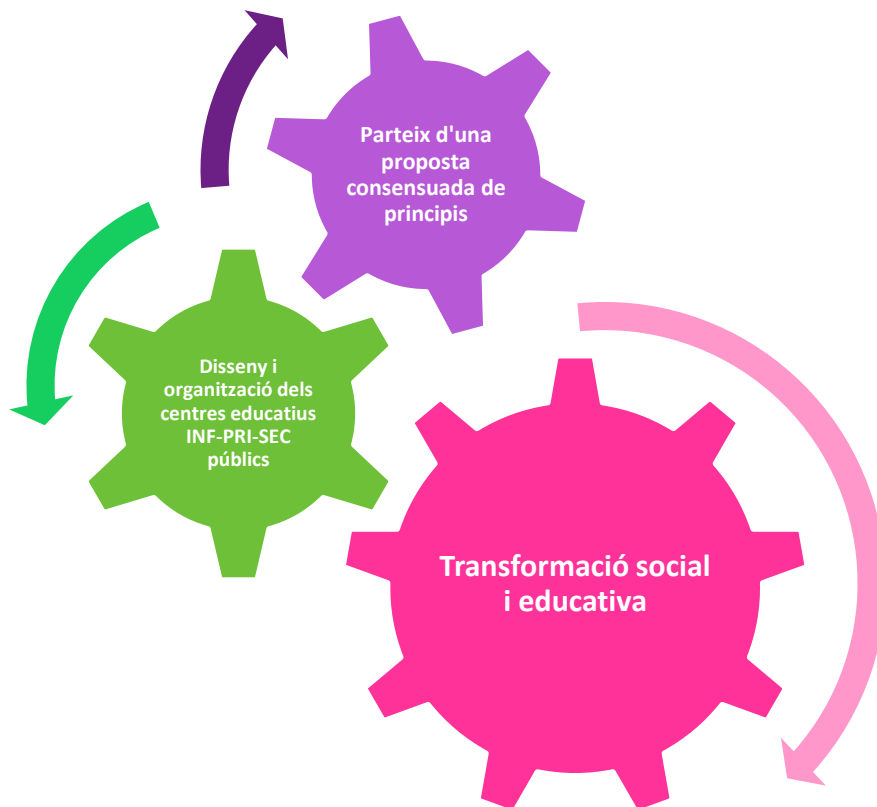 Parteix d'una
proposta
consensuada de
principis
Disseny i
organització dels
centres educatius
INF-PRI-SEC
públics
Transformació social
i educativa